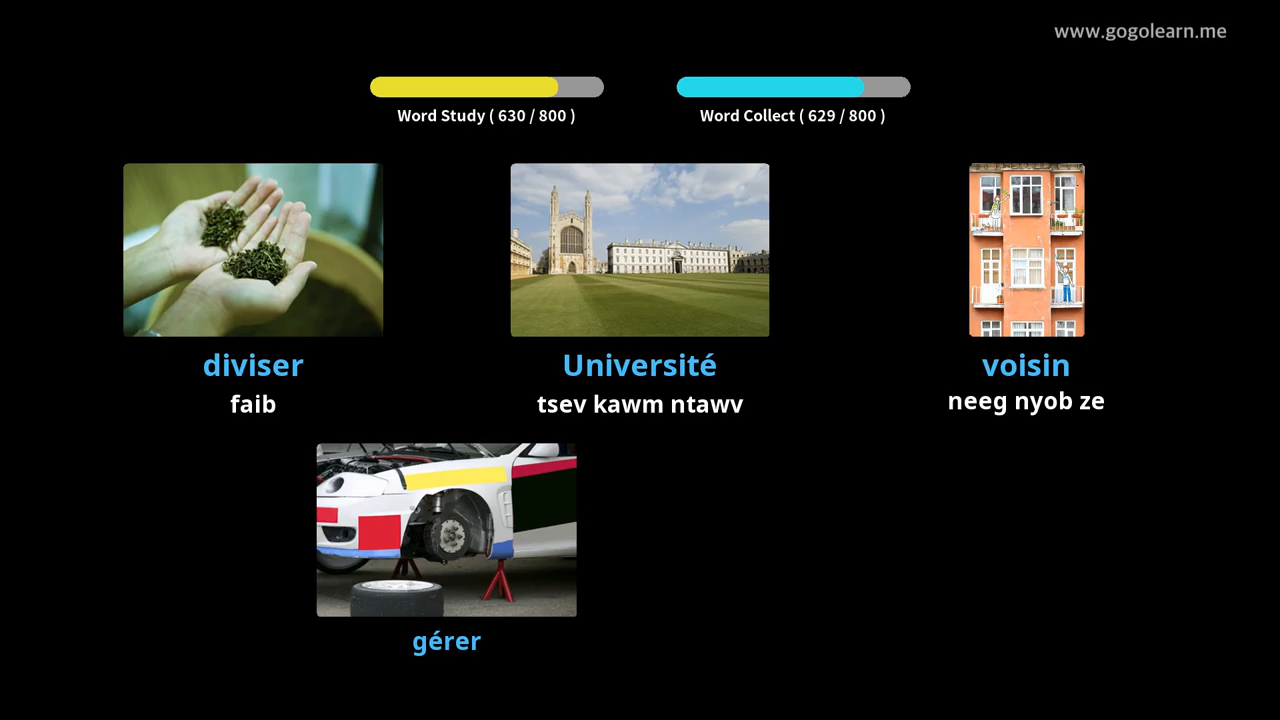 www.gogolearn.me
Word Study ( 630 / 800 )
Word Collect ( 629 / 800 )
diviser
faib
Université
tsev kawm ntawv
voisin
neeg nyob ze
gérer